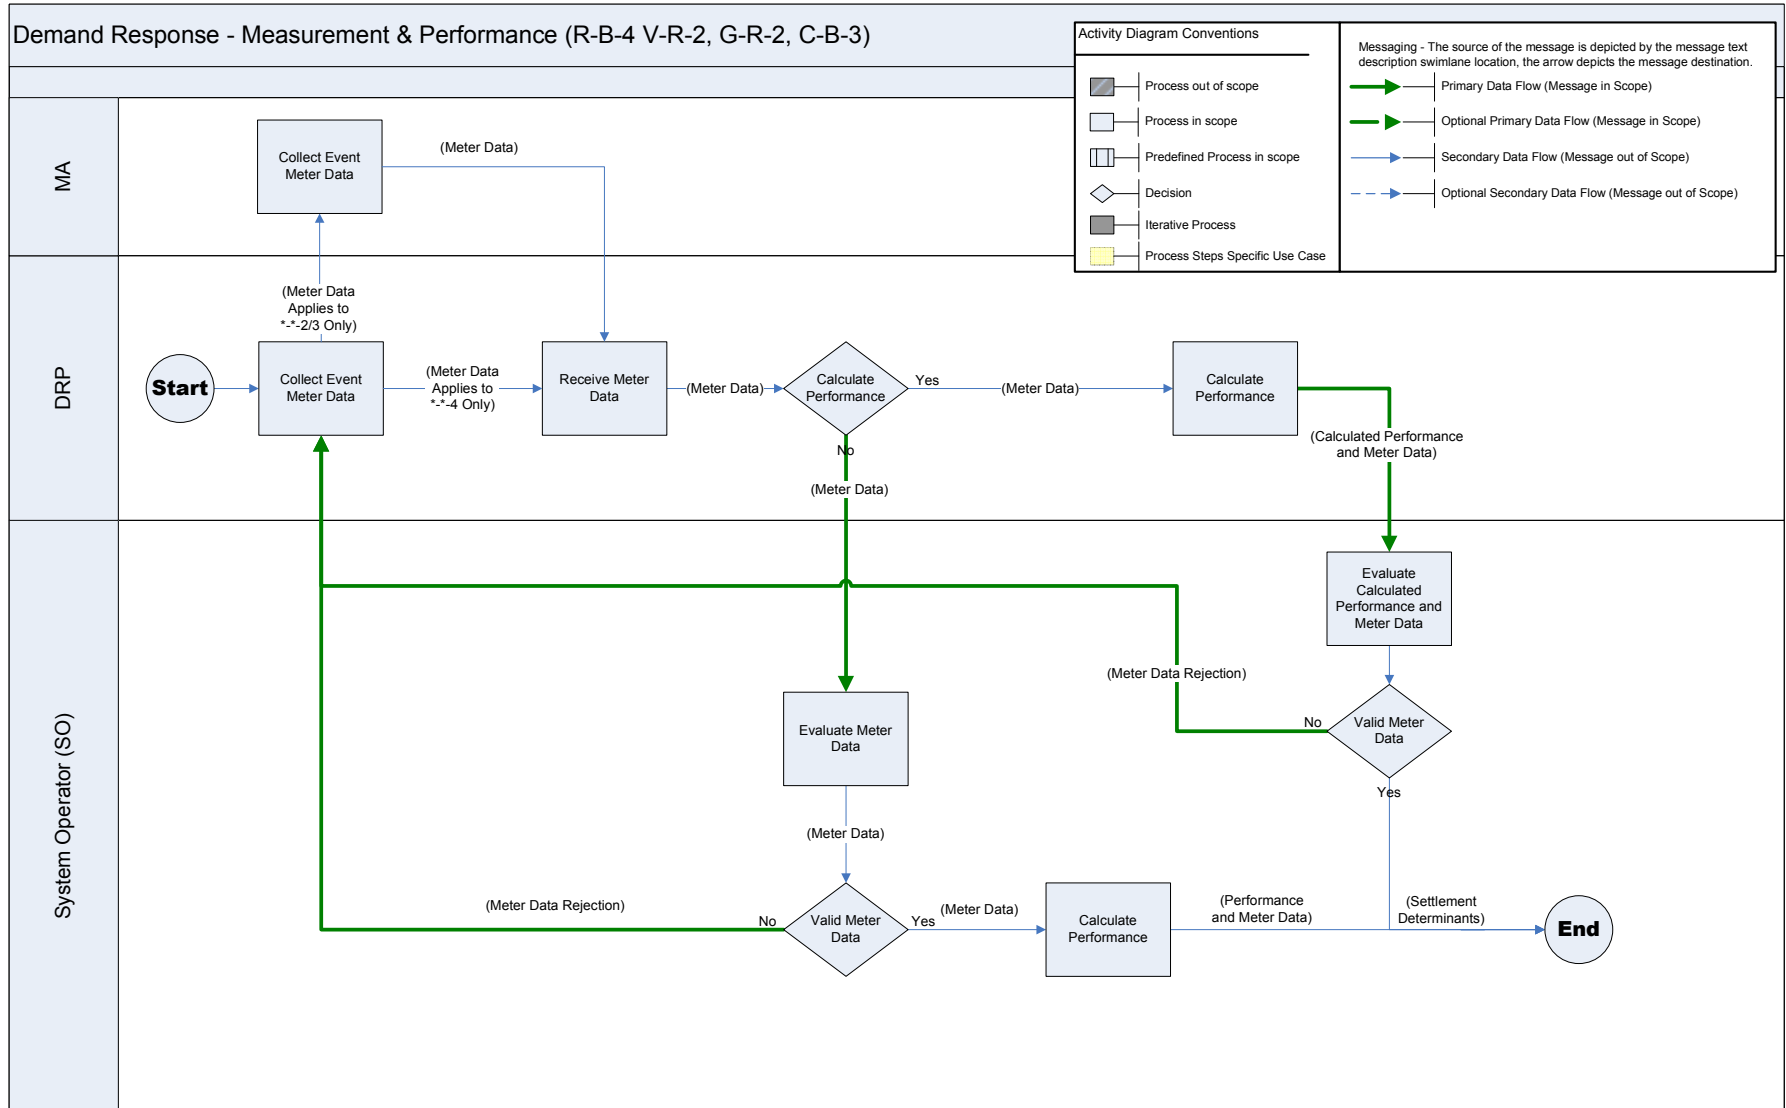 Demand Response - Measurement & Performance (R-B-4 V-R-2, G-R-2, C-B-3)
Activity Diagram Conventions
Process out of scope
Process in scope
Predefined Process in scope
Decision
Iterative Process
Process Steps Specific Use Case
Messaging - The source of the message is depicted by the message text
description swimlane location, the arrow depicts the message destination.
Primary Data Flow (Message in Scope)
Optional Primary Data Flow (Message in Scope)
Secondary Data Flow (Message out of Scope)
Optional Secondary Data Flow (Message out of Scope)
MA
Collect Event
Meter Data
(Meter Data)
DRP
(Meter Data
Applies to
*-*-2/3 Only)
Start
Collect Event
Meter Data
(Meter Data
Applies to
*-*-4 Only)
Receive Meter
Data
(Meter Data)
Calculate
Performance
Yes
(Meter Data)
Calculate
Performance
No
(Meter Data)
(Calculated Performance
and Meter Data)
System Operator (SO)
Evaluate
Calculated
Performance and
Meter Data
(Meter Data Rejection)
No
Valid Meter
Data
Yes
Evaluate Meter
Data
(Meter Data)
(Meter Data Rejection)
No
Valid Meter
Data
Yes
(Meter Data)
Calculate
Performance
(Performance
and Meter Data)
(Settlement
Determinants)
End